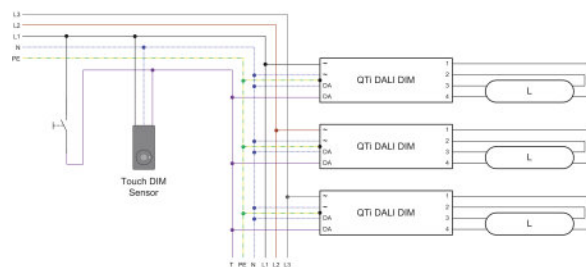 L3
L2
L1
N
PE
Touch DIM
Sensor
~
~
DA
DA
QTi DALI DIM
1
2
3
4
L
~
~
DA
DA
QTi DALI DIM
1
2
3
4
L
~
~
DA
DA
QTi DALI DIM
1
2
3
4
L
T PE N L1 L2 L3